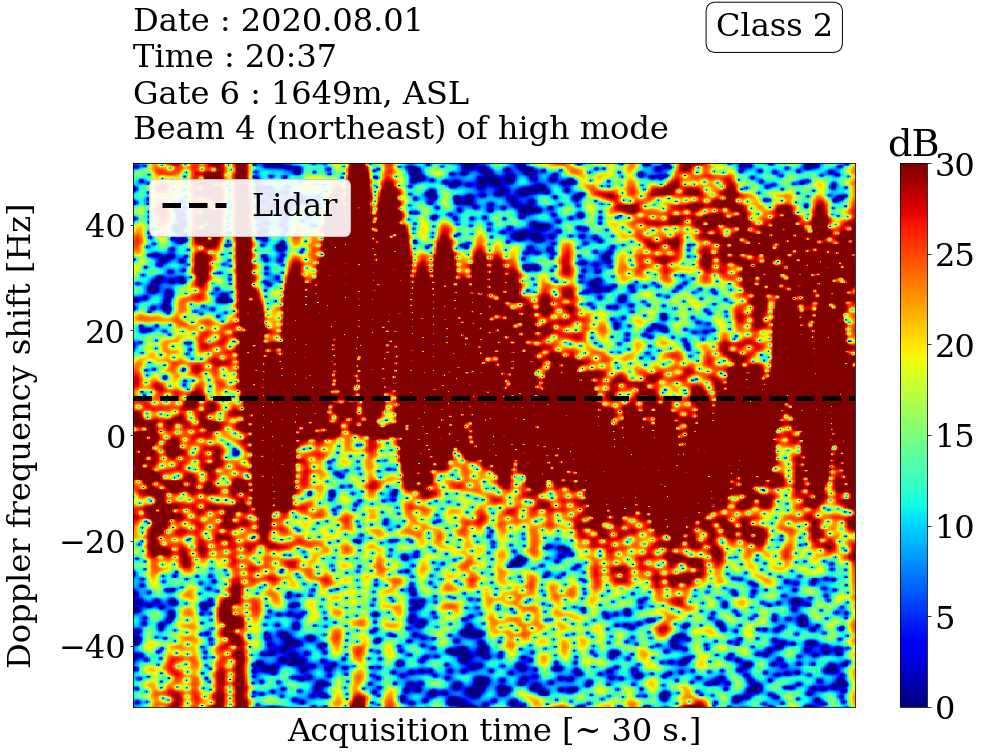 Date : 2020.08.01
Time : 20:37
Gate 6 : 1649m, ASL
Beam 4 (northeast) of high mode
Class 2
dB
Lidar
Doppler frequency shift [Hz]
40
20
0
−20
−40
Acquisition time [~ 30 s.]
30
25
20
15
10
5
0